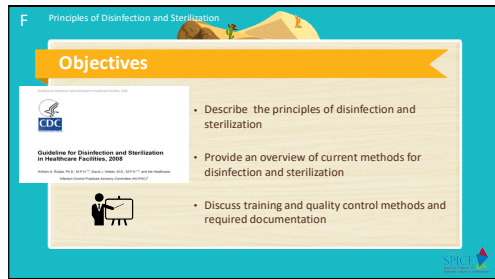 F
Principles of Disinfection and Sterilization
Objectives
CDC
Guideline for Disinfection and Sterilization
in Healthcare Facilities, 2008
• Describe the principles of disinfection and
sterilization
• Provide an overview of current methods for
disinfection and sterilization
• Discuss training and quality control methods and
required documentation
SPICE